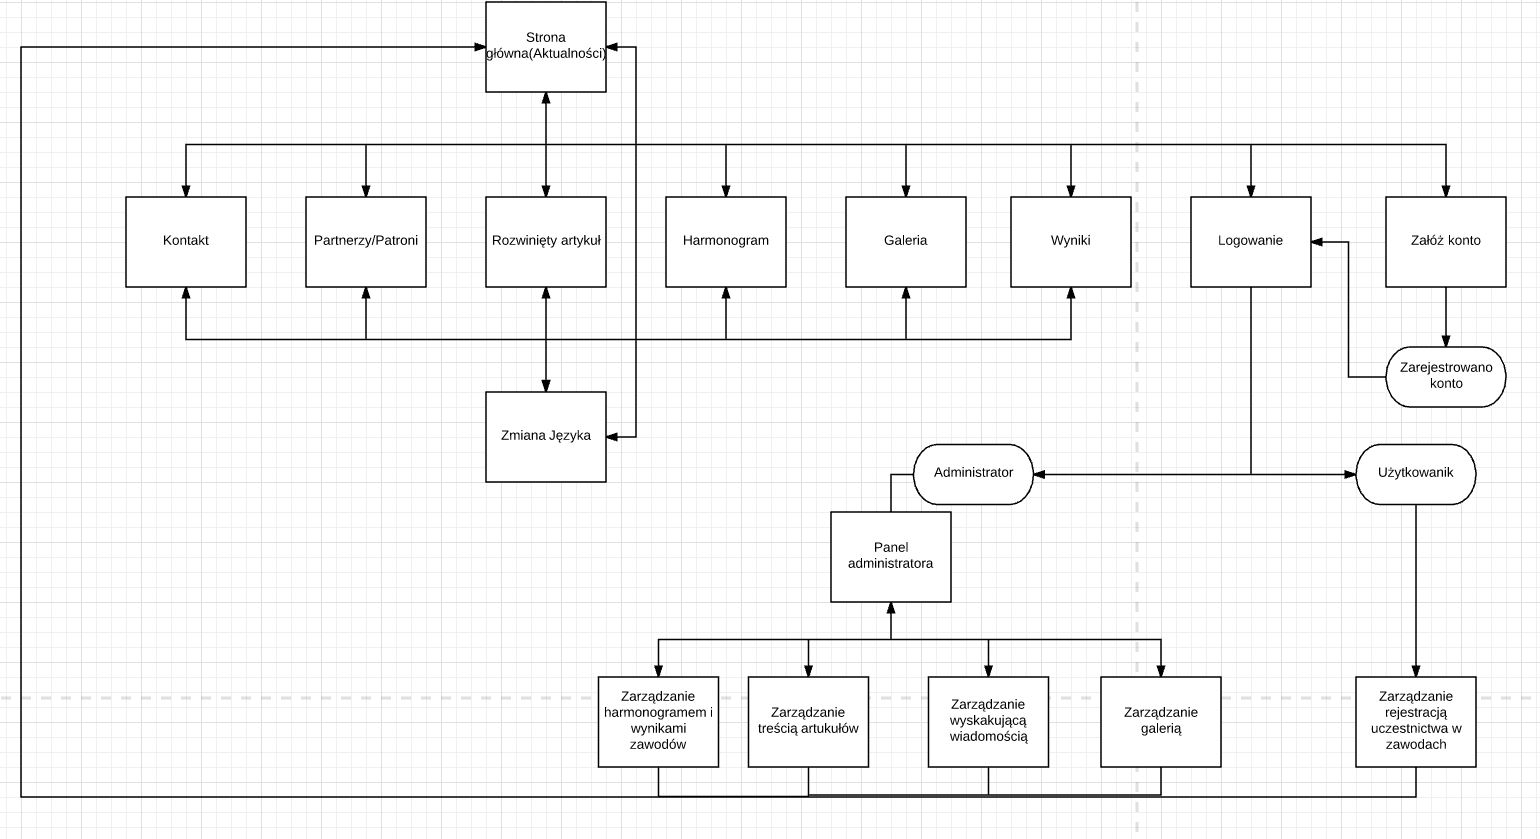 Strona
główna(Aktualności)
Kontakt
Partnerzy/Patroni
Rozwinięty artykuł
Harmonogram
Galeria
Wyniki
Logowanie
Załóż konto
Zarejestrowano
konto
Zmiana Języka
Administrator
Użytkowanik
Panel
administratora
Zarządzanie
harmonogramem i
wynikami
zawodów
Zarządzanie
treścią artukułów
Zarządzanie
wyskakującą
wiadomością
Zarządzanie
galerią
Zarządzanie
rejestracją
uczestnictwa w
zawodach